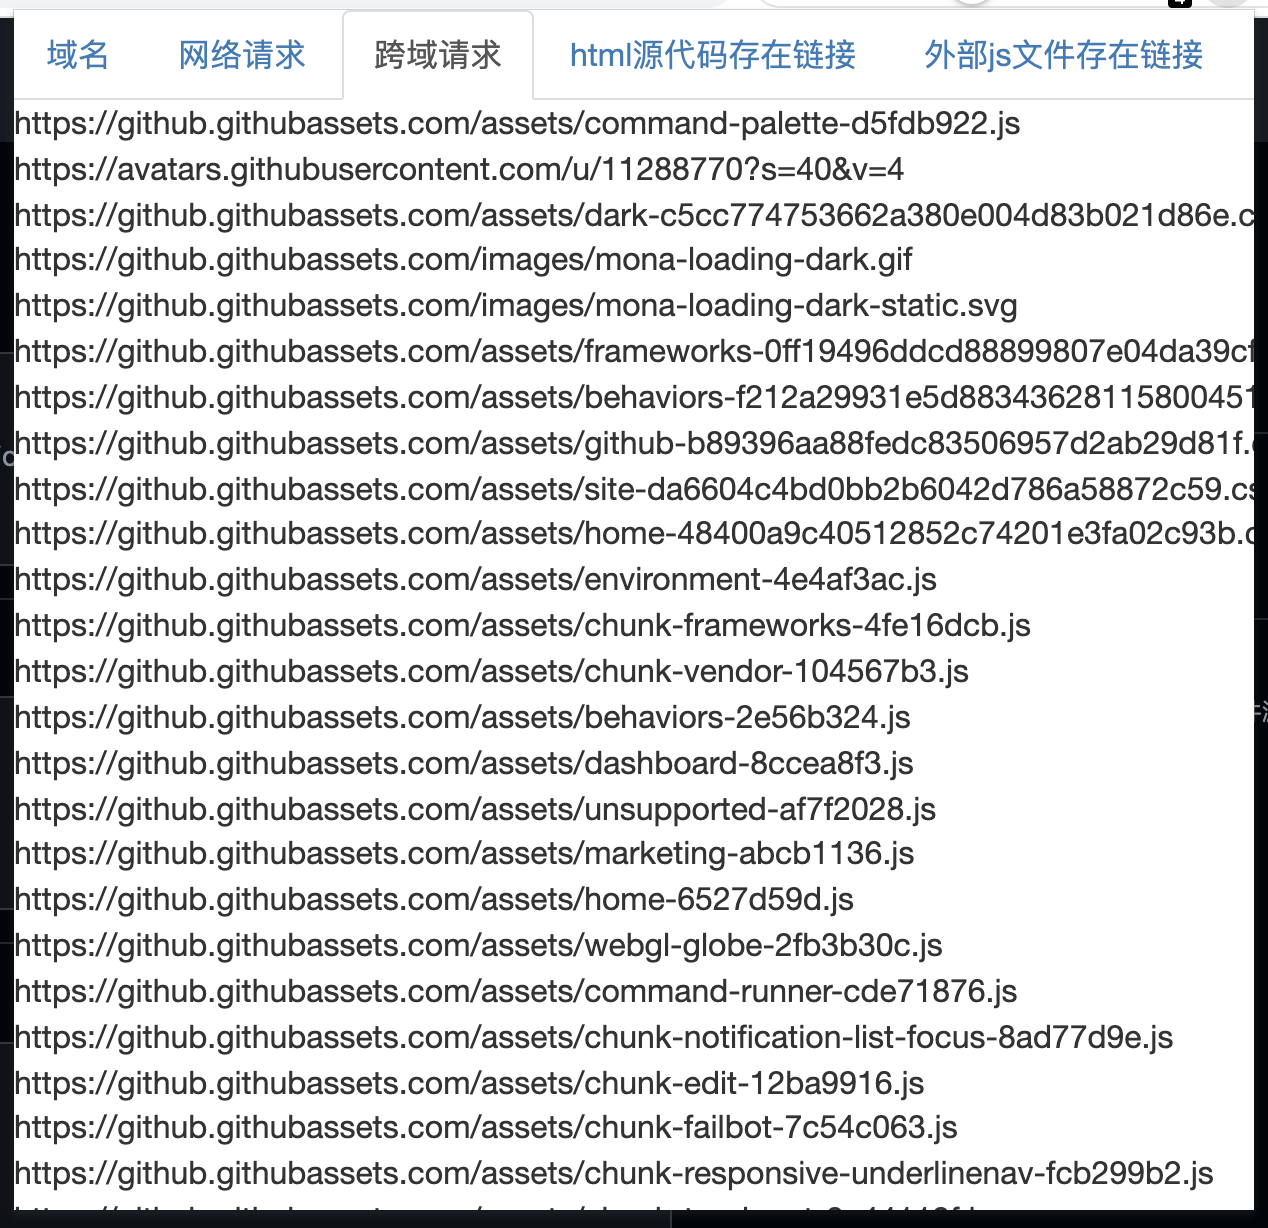 域名 网络请求 跨域请求 html源代码存在链接 外部js文件存在链接
https://github.githubassets.com/assets/command-palette-d5fdb922.js
https://avatars.githubusercontent.com/u/11288770?s=40&v=4
https://github.githubassets.com/assets/dark-c5cc774753662a380e004d83b021d86e.c
https://github.githubassets.com/images/mona-loading-dark.gif
https://github.githubassets.com/images/mona-loading-dark-static.svg
https://github.githubassets.com/assets/frameworks-0ff19496ddcd88899807e04da39cf
https://github.githubassets.com/assets/behaviors-f212a29931e5d88343628115800451
https://github.githubassets.com/assets/github-b89396aa88fedc83506957d2ab29d81f.
https://github.githubassets.com/assets/site-da6604c4bd0bb2b6042d786a58872c59.cs
https://github.githubassets.com/assets/home-48400a9c40512852c74201e3fa02c93b.c
https://github.githubassets.com/assets/environment-4e4af3ac.js
https://github.githubassets.com/assets/chunk-frameworks-4fe16dcb.js
https://github.githubassets.com/assets/chunk-vendor-104567b3.js
https://github.githubassets.com/assets/behaviors-2e56b324.js
https://github.githubassets.com/assets/dashboard-8ccea8f3.js
https://github.githubassets.com/assets/unsupported-af7f2028.js
https://github.githubassets.com/assets/marketing-abcb1136.js
https://github.githubassets.com/assets/home-6527d59d.js
https://github.githubassets.com/assets/webgl-globe-2fb3b30c.js
https://github.githubassets.com/assets/command-runner-cde71876.js
https://github.githubassets.com/assets/chunk-notification-list-focus-8ad77d9e.js
https://github.githubassets.com/assets/chunk-edit-12ba9916.js
https://github.githubassets.com/assets/chunk-failbot-7c54c063.js
https://github.githubassets.com/assets/chunk-responsive-underlinenav-fcb299b2.js